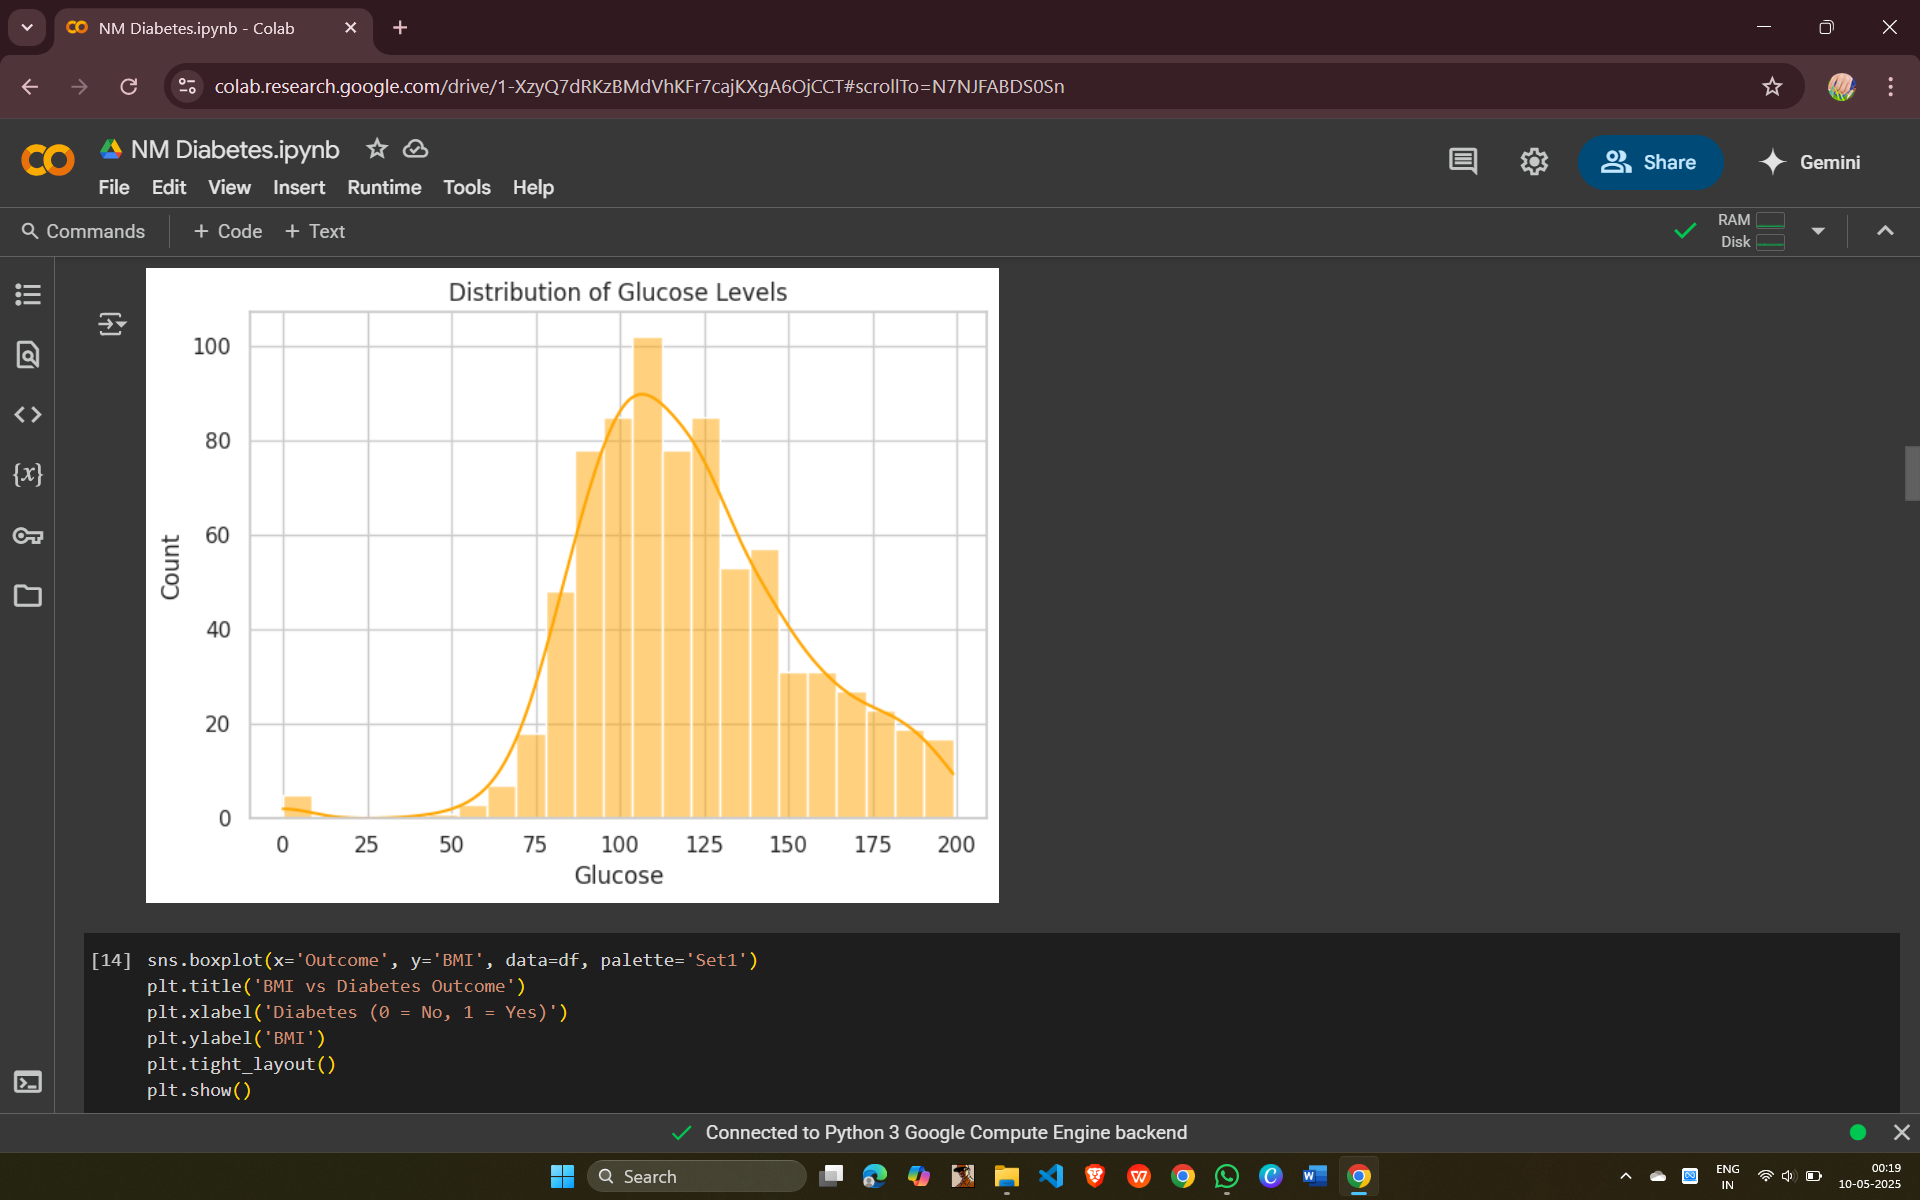 NM Diabetes.ipynb - Colab
colab.research.google.com/drive/1-XzyQ7dRKzBMdVhKFr7cajKXgA6OjCCT#scrollTo=N7NJFABDS0Sn
NM Diabetes.ipynb
File Edit View Insert Runtime Tools Help
Share
Gemini
Commands + Code + Text
RAM
Disk
Distribution of Glucose Levels
100
80
60
40
20
0
Count
0 25 50 75 100 125 150 175 200
Glucose
[14] sns.boxplot(x='Outcome', y='BMI', data=df, palette='Set1')
plt.title('BMI vs Diabetes Outcome')
plt.xlabel('Diabetes (0 = No, 1 = Yes)')
plt.ylabel('BMI')
plt.tight_layout()
plt.show()
Connected to Python 3 Google Compute Engine backend
Search
ENG
IN
00:19
10-05-2025